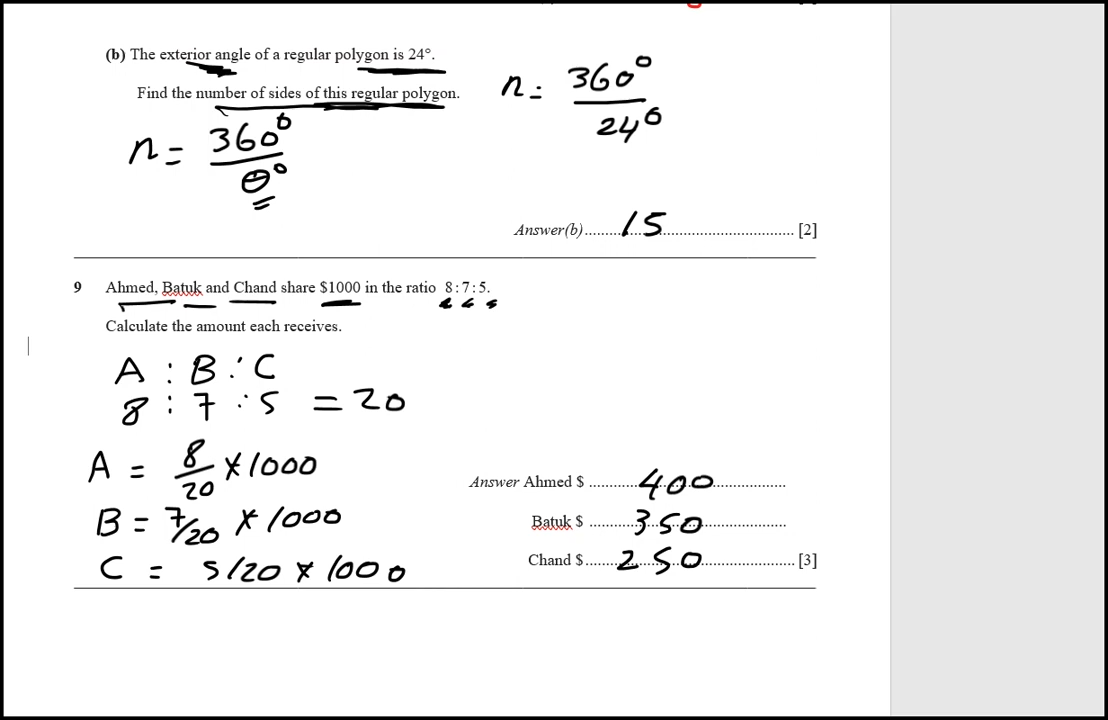 (b) The exterior angle of a regular polygon is 24°.
Find the number of sides of this regular polygon.
n = 360° / 24°
n = 360° / θ°
Answer(b) ........15........ [2]
9 Ahmed, Batuk and Chand share $1000 in the ratio 8 : 7 : 5.
Calculate the amount each receives.
A : B : C
8 : 7 : 5 = 20
A = 8/20 × 1000
Answer Ahmed $ ........400........
B = 7/20 × 1000
Batuk $ ........350........
C = 5/20 × 1000
Chand $ ........250........ [3]